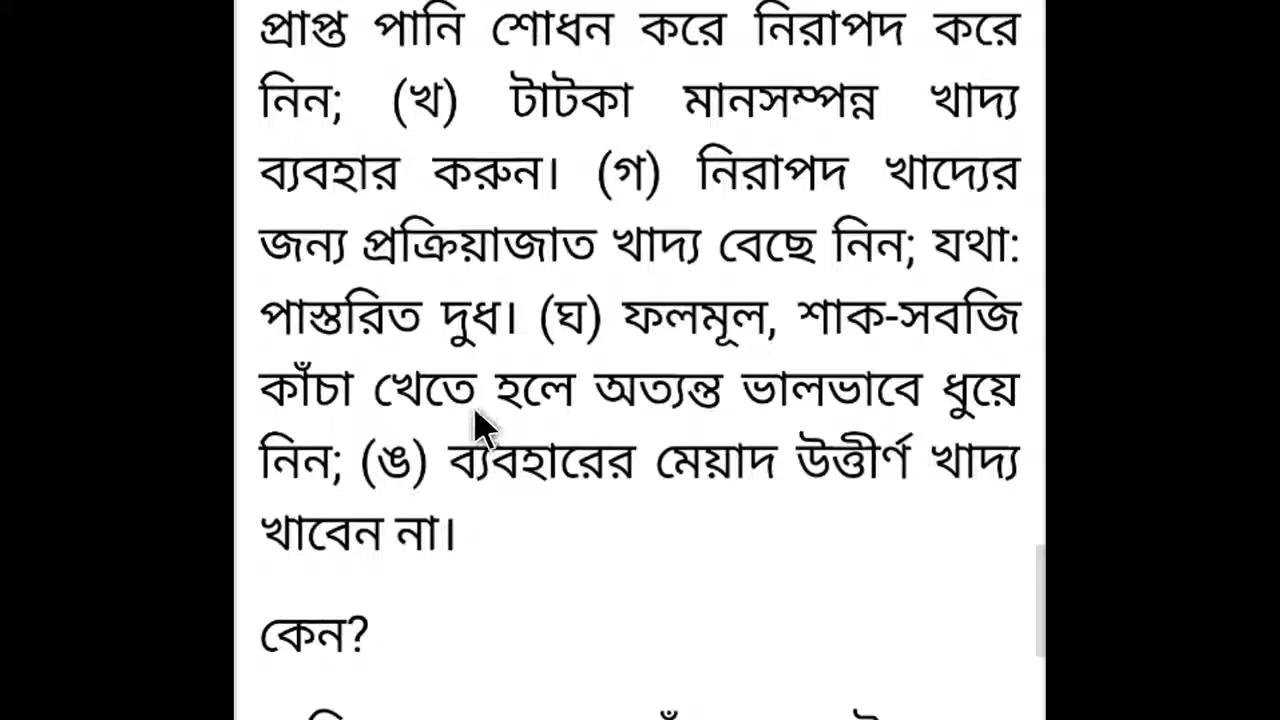 প্রাপ্ত পানি শোধন করে নিরাপদ করে
নিন; (খ) টাটকা মানসম্পন্ন খাদ্য
ব্যবহার করুন। (গ) নিরাপদ খাদ্যের
জন্য প্রক্রিয়াজাত খাদ্য বেছে নিন; যথা:
পাস্তরিত দুধ। (ঘ) ফলমূল, শাক-সবজি
কাঁচা খেতে হলে অত্যন্ত ভালভাবে ধুয়ে
নিন; (ঙ) ব্যবহারের মেয়াদ উত্তীর্ণ খাদ্য
খাবেন না।
কেন?